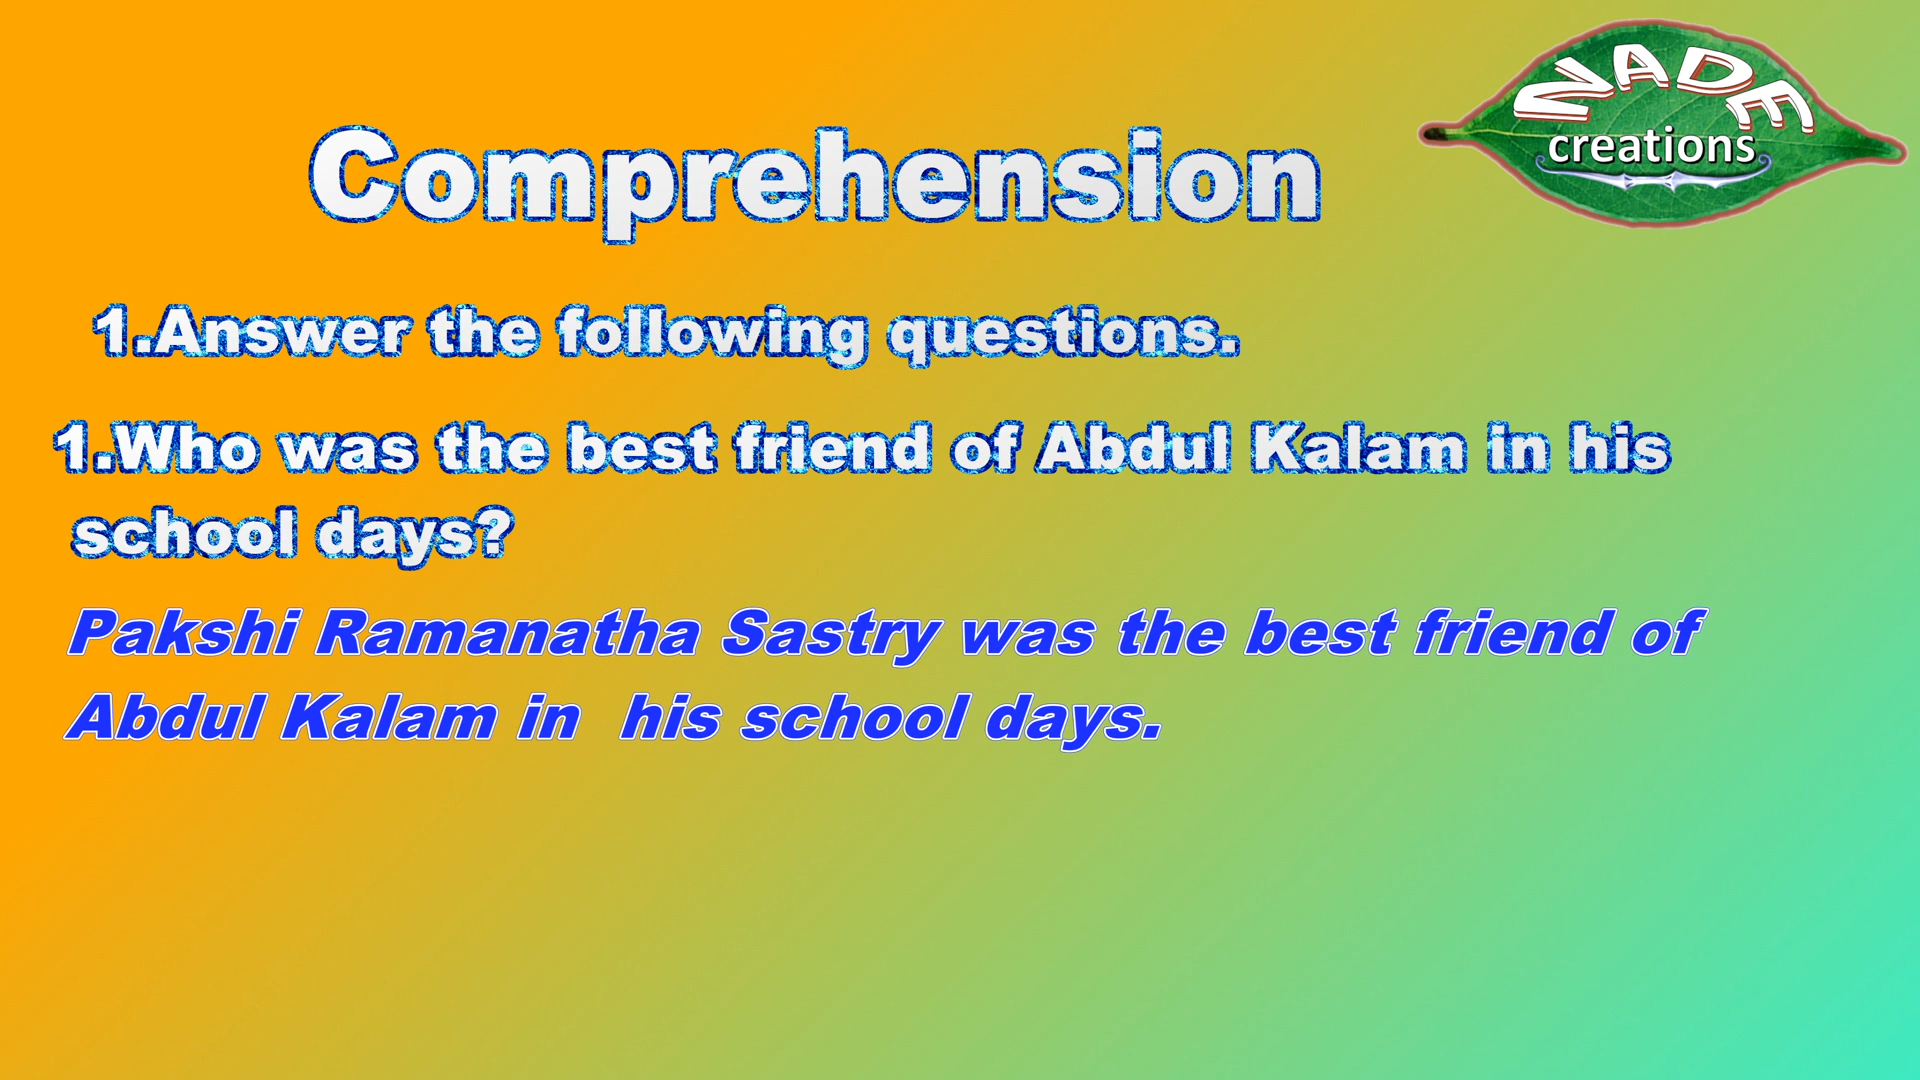 NADE
creations
Comprehension
1.Answer the following questions.
1.Who was the best friend of Abdul Kalam in his
school days?
Pakshi Ramanatha Sastry was the best friend of
Abdul Kalam in  his school days.